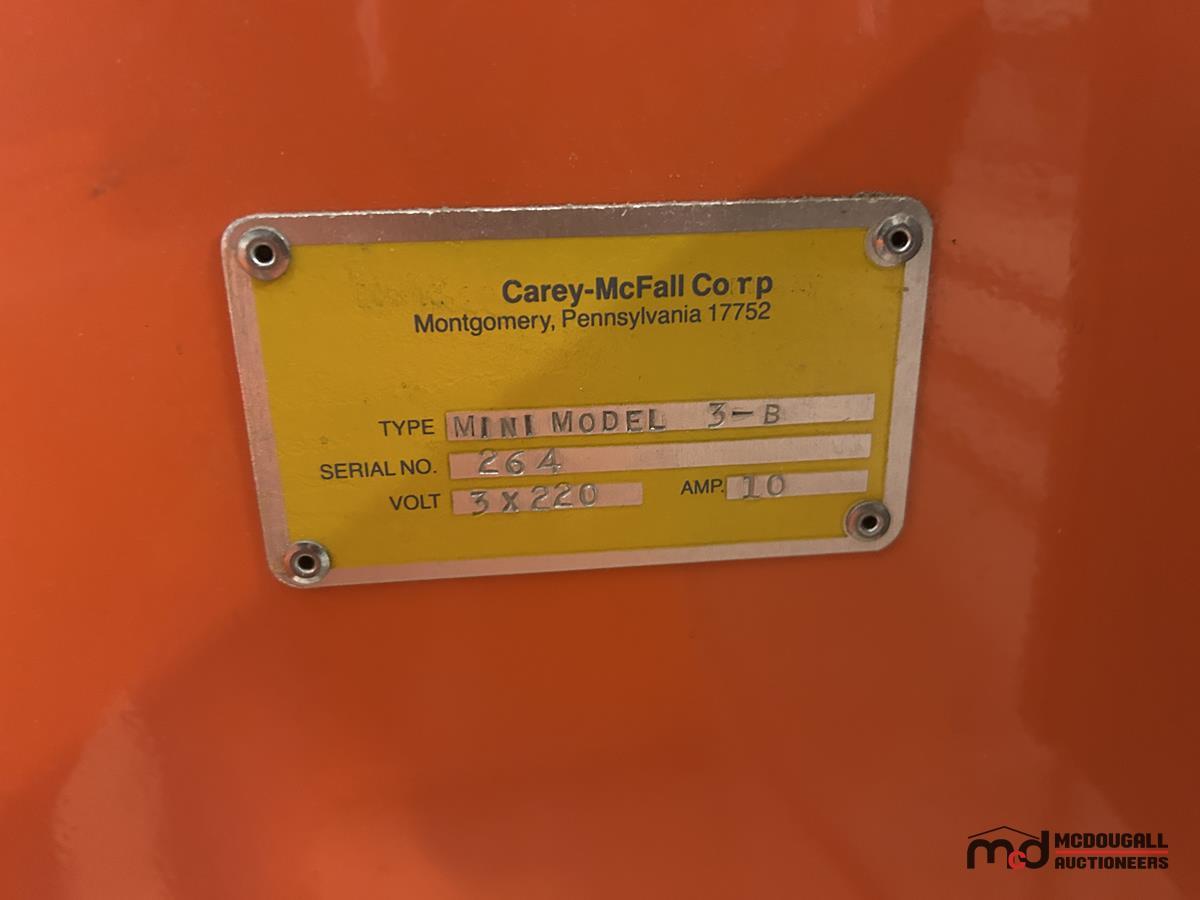 Carey-McFall Corp
Montgomery, Pennsylvania 17752
TYPE MINI MODEL 3-B
SERIAL NO. 264
VOLT 3 X 220 AMP. 10
mcd MCDOUGALL
AUCTIONEERS